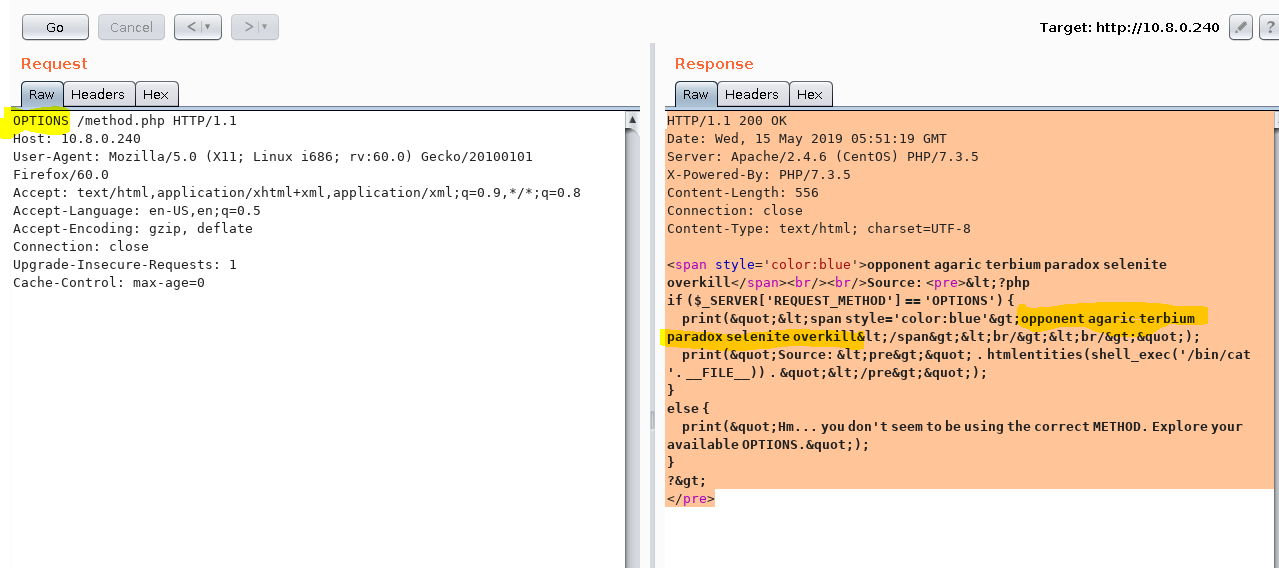 Go Cancel < > Target: http://10.8.0.240 ?
Request
Raw Headers Hex
OPTIONS /method.php HTTP/1.1
Host: 10.8.0.240
User-Agent: Mozilla/5.0 (X11; Linux i686; rv:60.0) Gecko/20100101
Firefox/60.0
Accept: text/html,application/xhtml+xml,application/xml;q=0.9,*/*;q=0.8
Accept-Language: en-US,en;q=0.5
Accept-Encoding: gzip, deflate
Connection: close
Upgrade-Insecure-Requests: 1
Cache-Control: max-age=0
Response
Raw Headers Hex
HTTP/1.1 200 OK
Date: Wed, 15 May 2019 05:51:19 GMT
Server: Apache/2.4.6 (CentOS) PHP/7.3.5
X-Powered-By: PHP/7.3.5
Content-Length: 556
Connection: close
Content-Type: text/html; charset=UTF-8
<span style='color:blue'>opponent agaric terbium paradox selenite
overkill</span><br/><br/>Source: <pre>&lt;?php
if ($_SERVER['REQUEST_METHOD'] == 'OPTIONS') {
print(&quot;&lt;span style='color:blue'&gt;opponent agaric terbium
paradox selenite overkill&lt;/span&gt;&lt;br/&gt;&lt;br/&gt;&quot;);
print(&quot;Source: &lt;pre&gt;&quot; . htmlentities(shell_exec('/bin/cat
'. __FILE__)) . &quot;&lt;/pre&gt;&quot;);
}
else {
print(&quot;Hm... you don't seem to be using the correct METHOD. Explore your
available OPTIONS.&quot;);
}
?&gt;
</pre>